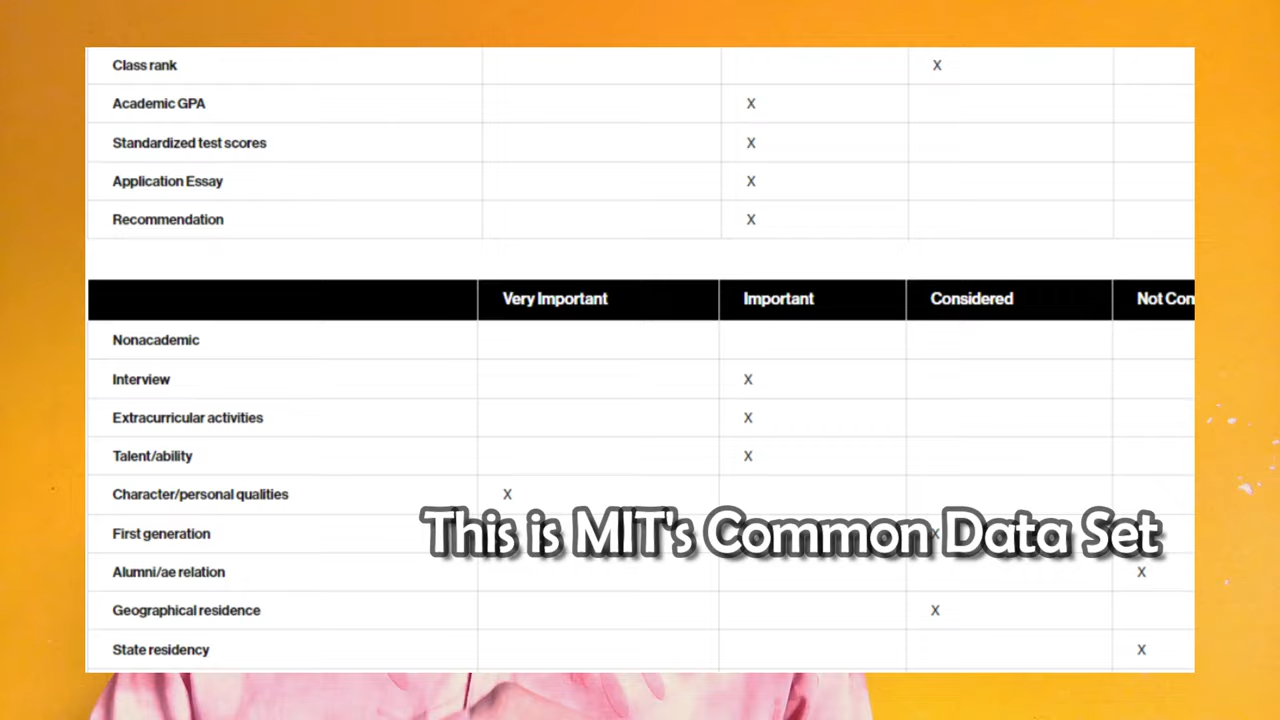 Class rank X
Academic GPA X
Standardized test scores X
Application Essay X
Recommendation X
Very Important Important Considered Not Con
Nonacademic
Interview X
Extracurricular activities X
Talent/ability X
Character/personal qualities X
First generation X
This is MIT's Common Data Set
Alumni/ae relation X
Geographical residence X
State residency X